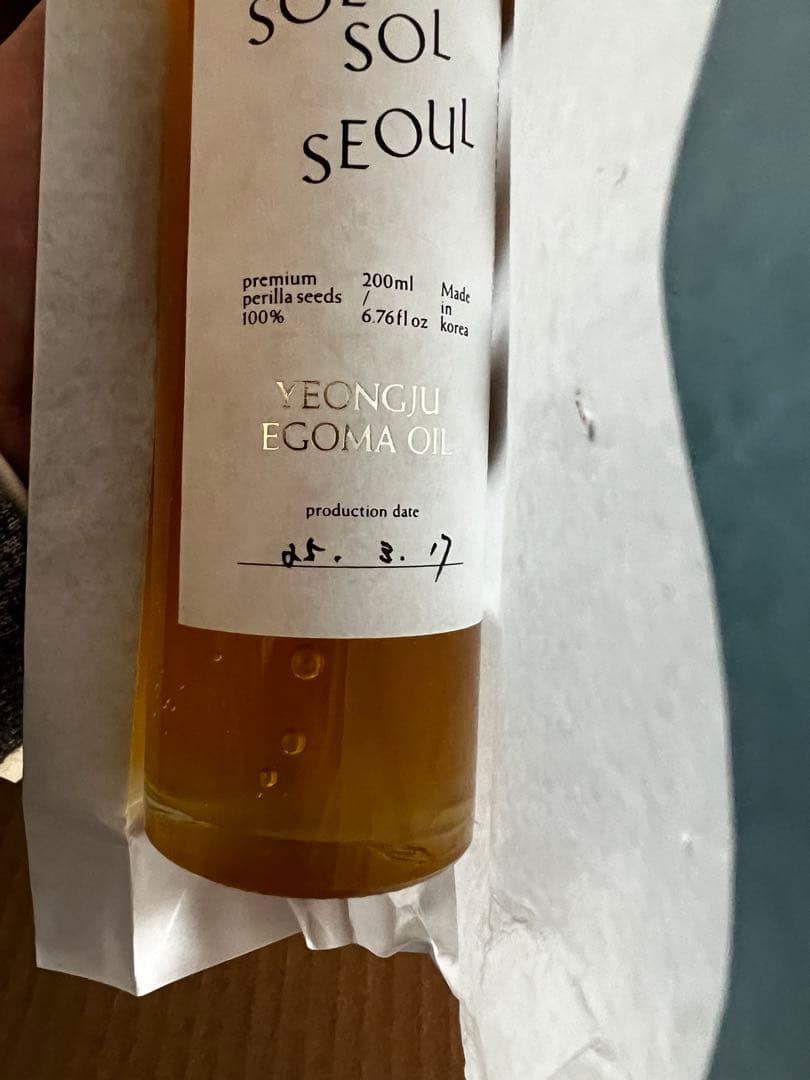 SOL
SEOUL
premium
perilla seeds
100%
200ml
/
6.76fl oz
Made
in
korea
YEONGJU
EGOMA OIL
production date
25. 3. 17